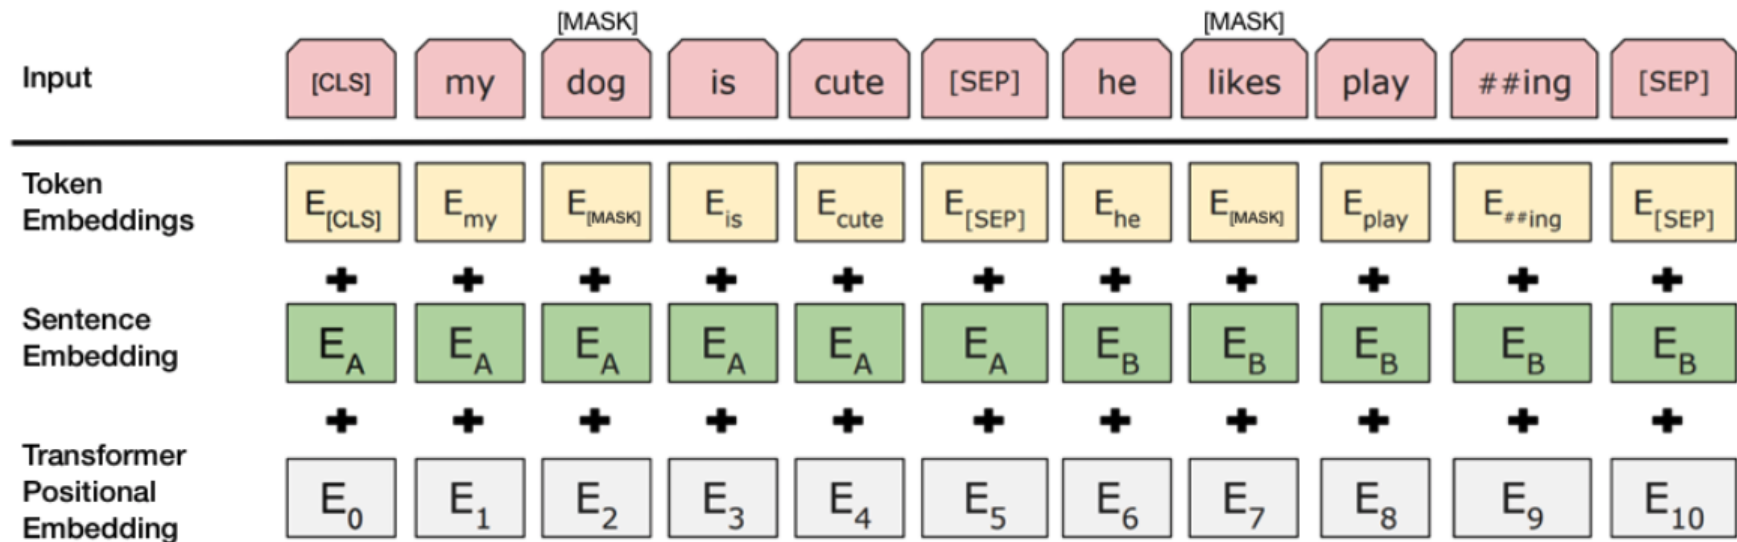 [MASK] [MASK]
Input [CLS] my dog is cute [SEP] he likes play ##ing [SEP]
Token
Embeddings
E[CLS] Emy E[MASK] Eis Ecute E[SEP] Ehe E[MASK] Eplay E##ing E[SEP]
+ + + + + + + + + + +
Sentence
Embedding
EA EA EA EA EA EA EB EB EB EB EB
+ + + + + + + + + + +
Transformer
Positional
Embedding
E0 E1 E2 E3 E4 E5 E6 E7 E8 E9 E10